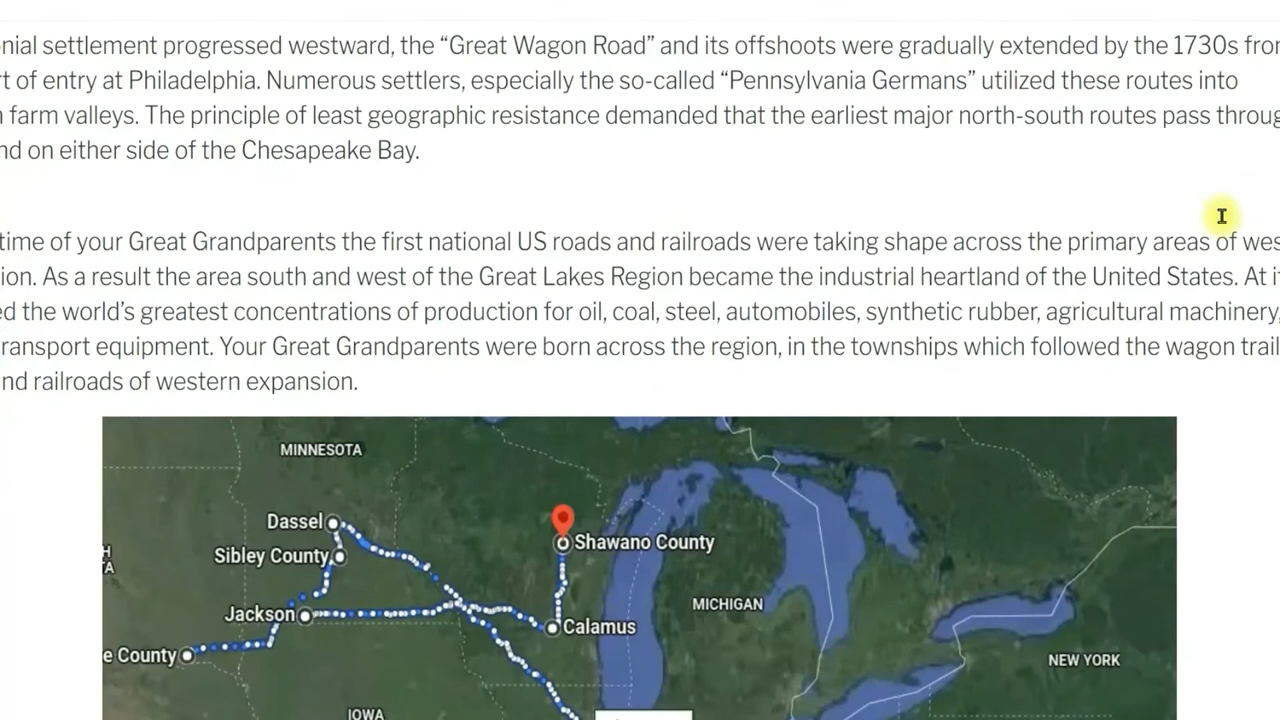 nial settlement progressed westward, the “Great Wagon Road” and its offshoots were gradually extended by the 1730s from
rt of entry at Philadelphia. Numerous settlers, especially the so-called “Pennsylvania Germans” utilized these routes into
farm valleys. The principle of least geographic resistance demanded that the earliest major north-south routes pass throug
nd on either side of the Chesapeake Bay.
time of your Great Grandparents the first national US roads and railroads were taking shape across the primary areas of wes
ion. As a result the area south and west of the Great Lakes Region became the industrial heartland of the United States. At i
ed the world’s greatest concentrations of production for oil, coal, steel, automobiles, synthetic rubber, agricultural machinery,
ransport equipment. Your Great Grandparents were born across the region, in the townships which followed the wagon trail
nd railroads of western expansion.
MINNESOTA
Dassel
Shawano County
Sibley County
H
TA
MICHIGAN
Jackson
Calamus
e County
NEW YORK
IOWA